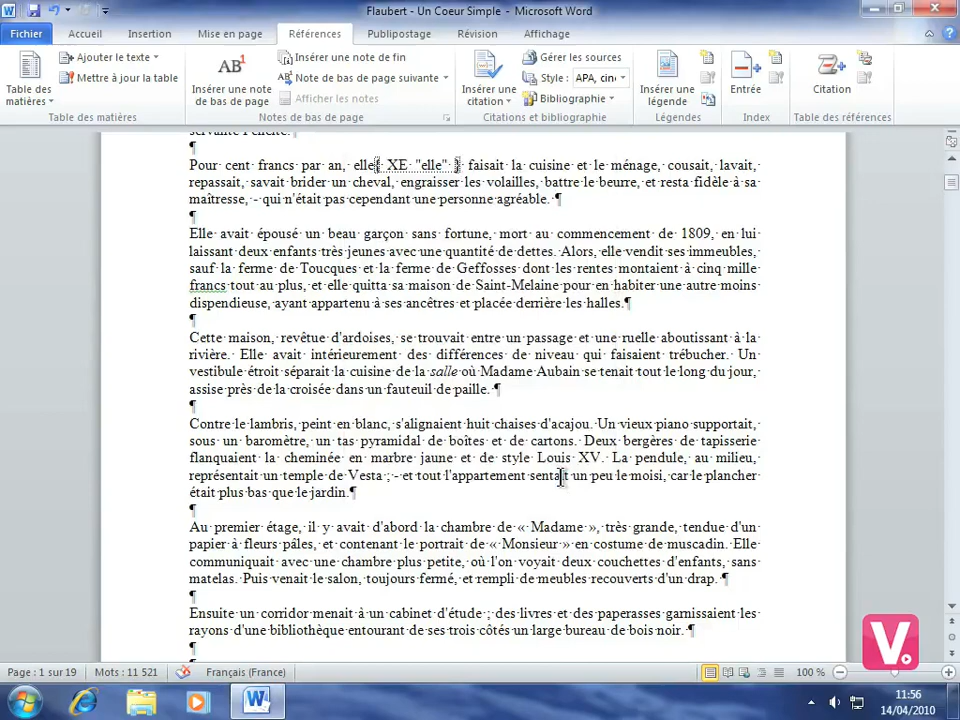 Flaubert - Un Coeur Simple - Microsoft Word
Fichier Accueil Insertion Mise en page Références Publipostage Révision Affichage
Table des matières
Ajouter le texte
Mettre à jour la table
Table des matières
AB¹
Insérer une note de bas de page
Insérer une note de fin
Note de bas de page suivante
Afficher les notes
Notes de bas de page
Insérer une citation
Gérer les sources
Style : APA, cin
Bibliographie
Citations et bibliographie
Insérer une légende
Légendes
Entrée
Index
Citation
Table des références
servante Félicité.
¶
Pour cent francs par an, elle{ XE "elle" } faisait la cuisine et le ménage, cousait, lavait,
repassait, savait brider un cheval, engraisser les volailles, battre le beurre, et resta fidèle à sa
maîtresse, - qui n'était pas cependant une personne agréable. ¶
¶
Elle avait épousé un beau garçon sans fortune, mort au commencement de 1809, en lui
laissant deux enfants très jeunes avec une quantité de dettes. Alors, elle vendit ses immeubles,
sauf la ferme de Toucques et la ferme de Geffosses dont les rentes montaient à cinq mille
francs tout au plus, et elle quitta sa maison de Saint-Melaine pour en habiter une autre moins
dispendieuse, ayant appartenu à ses ancêtres et placée derrière les halles.¶
¶
Cette maison, revêtue d'ardoises, se trouvait entre un passage et une ruelle aboutissant à la
rivière. Elle avait intérieurement des différences de niveau qui faisaient trébucher. Un
vestibule étroit séparait la cuisine de la salle où Madame Aubain se tenait tout le long du jour,
assise près de la croisée dans un fauteuil de paille. ¶
¶
Contre le lambris, peint en blanc, s'alignaient huit chaises d'acajou. Un vieux piano supportait,
sous un baromètre, un tas pyramidal de boîtes et de cartons. Deux bergères de tapisserie
flanquaient la cheminée en marbre jaune et de style Louis XV. La pendule, au milieu,
représentait un temple de Vesta ; - et tout l'appartement sentait un peu le moisi, car le plancher
était plus bas que le jardin.¶
¶
Au premier étage, il y avait d'abord la chambre de « Madame », très grande, tendue d'un
papier à fleurs pâles, et contenant le portrait de « Monsieur » en costume de muscadin. Elle
communiquait avec une chambre plus petite, où l'on voyait deux couchettes d'enfants, sans
matelas. Puis venait le salon, toujours fermé, et rempli de meubles recouverts d'un drap. ¶
¶
Ensuite un corridor menait à un cabinet d'étude ; des livres et des paperasses garnissaient les
rayons d'une bibliothèque entourant de ses trois côtés un large bureau de bois noir. ¶
¶
Page : 1 sur 19 Mots : 11 521 Français (France) 100 %
11:56
14/04/2010